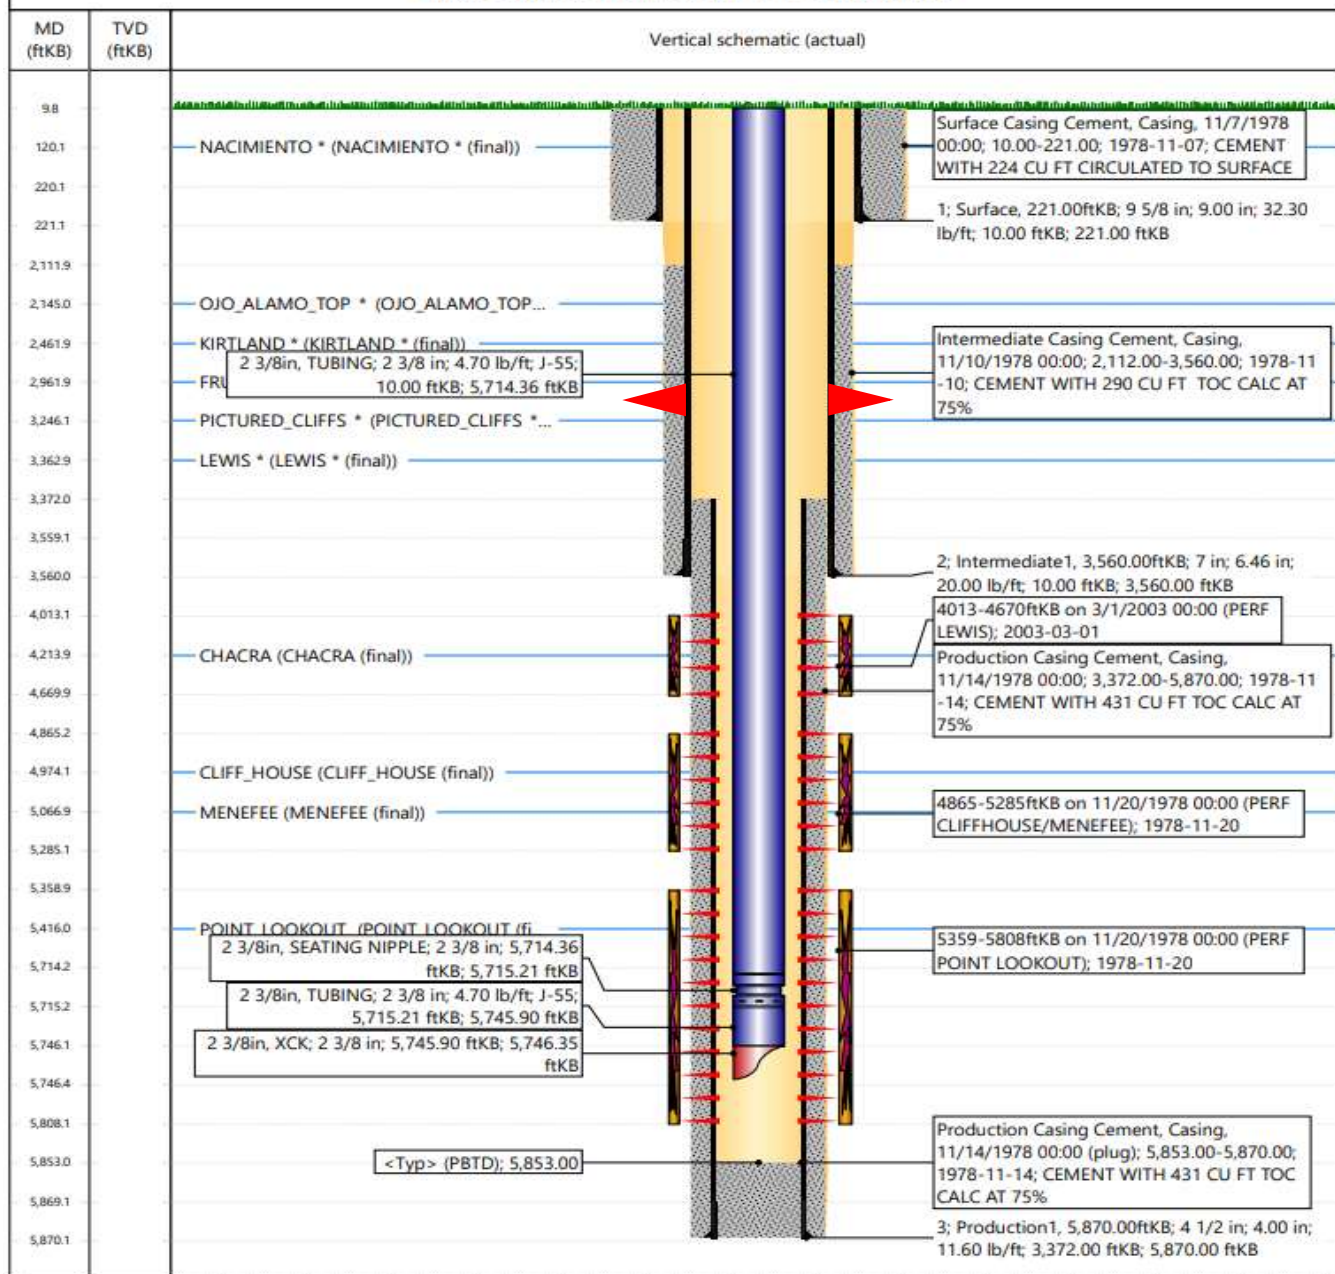 MD
(ftKB)
TVD
(ftKB)
Vertical schematic (actual)
9.8
120.1
220.1
221.1
2,111.9
2,145.0
2,461.9
2,961.9
3,246.1
3,362.9
3,372.0
3,559.1
3,560.0
4,013.1
4,213.9
4,669.9
4,865.2
4,974.1
5,066.9
5,285.1
5,358.9
5,416.0
5,714.2
5,715.2
5,746.1
5,746.4
5,808.1
5,853.0
5,869.1
5,870.1
NACIMIENTO * (NACIMIENTO * (final))
OJO_ALAMO_TOP * (OJO_ALAMO_TOP...
KIRTLAND * (KIRTLAND * (final))
2 3/8in, TUBING; 2 3/8 in; 4.70 lb/ft; J-55;
10.00 ftKB; 5,714.36 ftKB
FRU
PICTURED_CLIFFS * (PICTURED_CLIFFS *...
LEWIS * (LEWIS * (final))
CHACRA (CHACRA (final))
CLIFF_HOUSE (CLIFF_HOUSE (final))
MENEFEE (MENEFEE (final))
POINT_LOOKOUT (POINT_LOOKOUT (fi...
2 3/8in, SEATING NIPPLE; 2 3/8 in; 5,714.36
ftKB; 5,715.21 ftKB
2 3/8in, TUBING; 2 3/8 in; 4.70 lb/ft; J-55;
5,715.21 ftKB; 5,745.90 ftKB
2 3/8in, XCK; 2 3/8 in; 5,745.90 ftKB; 5,746.35
ftKB
<Typ> (PBTD); 5,853.00
Surface Casing Cement, Casing, 11/7/1978
00:00; 10.00-221.00; 1978-11-07; CEMENT
WITH 224 CU FT CIRCULATED TO SURFACE
1; Surface, 221.00ftKB; 9 5/8 in; 9.00 in; 32.30
lb/ft; 10.00 ftKB; 221.00 ftKB
Intermediate Casing Cement, Casing,
11/10/1978 00:00; 2,112.00-3,560.00; 1978-11
-10; CEMENT WITH 290 CU FT TOC CALC AT
75%
2; Intermediate1, 3,560.00ftKB; 7 in; 6.46 in;
20.00 lb/ft; 10.00 ftKB; 3,560.00 ftKB
4013-4670ftKB on 3/1/2003 00:00 (PERF
LEWIS); 2003-03-01
Production Casing Cement, Casing,
11/14/1978 00:00; 3,372.00-5,870.00; 1978-11
-14; CEMENT WITH 431 CU FT TOC CALC AT
75%
4865-5285ftKB on 11/20/1978 00:00 (PERF
CLIFFHOUSE/MENEFEE); 1978-11-20
5359-5808ftKB on 11/20/1978 00:00 (PERF
POINT LOOKOUT); 1978-11-20
Production Casing Cement, Casing,
11/14/1978 00:00 (plug); 5,853.00-5,870.00;
1978-11-14; CEMENT WITH 431 CU FT TOC
CALC AT 75%
3; Production1, 5,870.00ftKB; 4 1/2 in; 4.00 in;
11.60 lb/ft; 3,372.00 ftKB; 5,870.00 ftKB